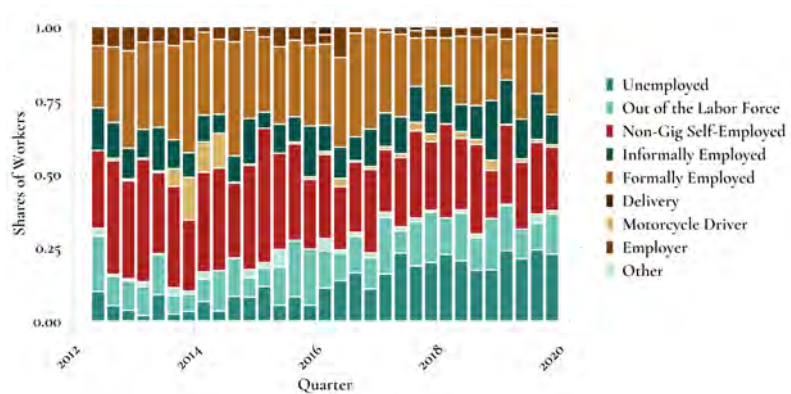 1.00
0.75
0.50
0.25
0.00
Shares of Workers
2012
2014
2016
2018
2020
Quarter
Unemployed
Out of the Labor Force
Non-Gig Self-Employed
Informally Employed
Formally Employed
Delivery
Motorcycle Driver
Employer
Other